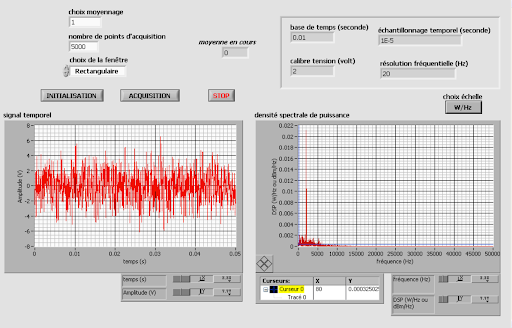 choix moyennage
1
nombre de points d'acquisition
5000
choix de la fenêtre
Rectangulaire
moyenne en cours
0
base de temps (seconde)
0.01
échantillonnage temporel (seconde)
1E-5
calibre tension (volt)
2
résolution fréquentielle (Hz)
20
INITIALISATION
ACQUISITION
STOP
choix échelle
W/Hz
signal temporel
Amplitude (V)
8-
6-
4-
2-
0-
-2-
-4-
-6-
-8-
0.00
0.01
0.02
0.03
0.04
0.05
temps (s)
densité spectrale de puissance
DSP (W/Hz ou dBm/Hz)
0.022
0.02
0.018
0.016
0.014
0.012
0.01
0.008
0.006
0.004
0.002
0
0
5000
10000
15000
20000
25000
30000
35000
40000
45000
50000
fréquence (Hz)
temps (s)
Amplitude (V)
Curseurs:
X
Y
Curseur 0
80
0.00032502
Tracé 0
fréquence (Hz)
DSP (W/Hz ou dBm/Hz)